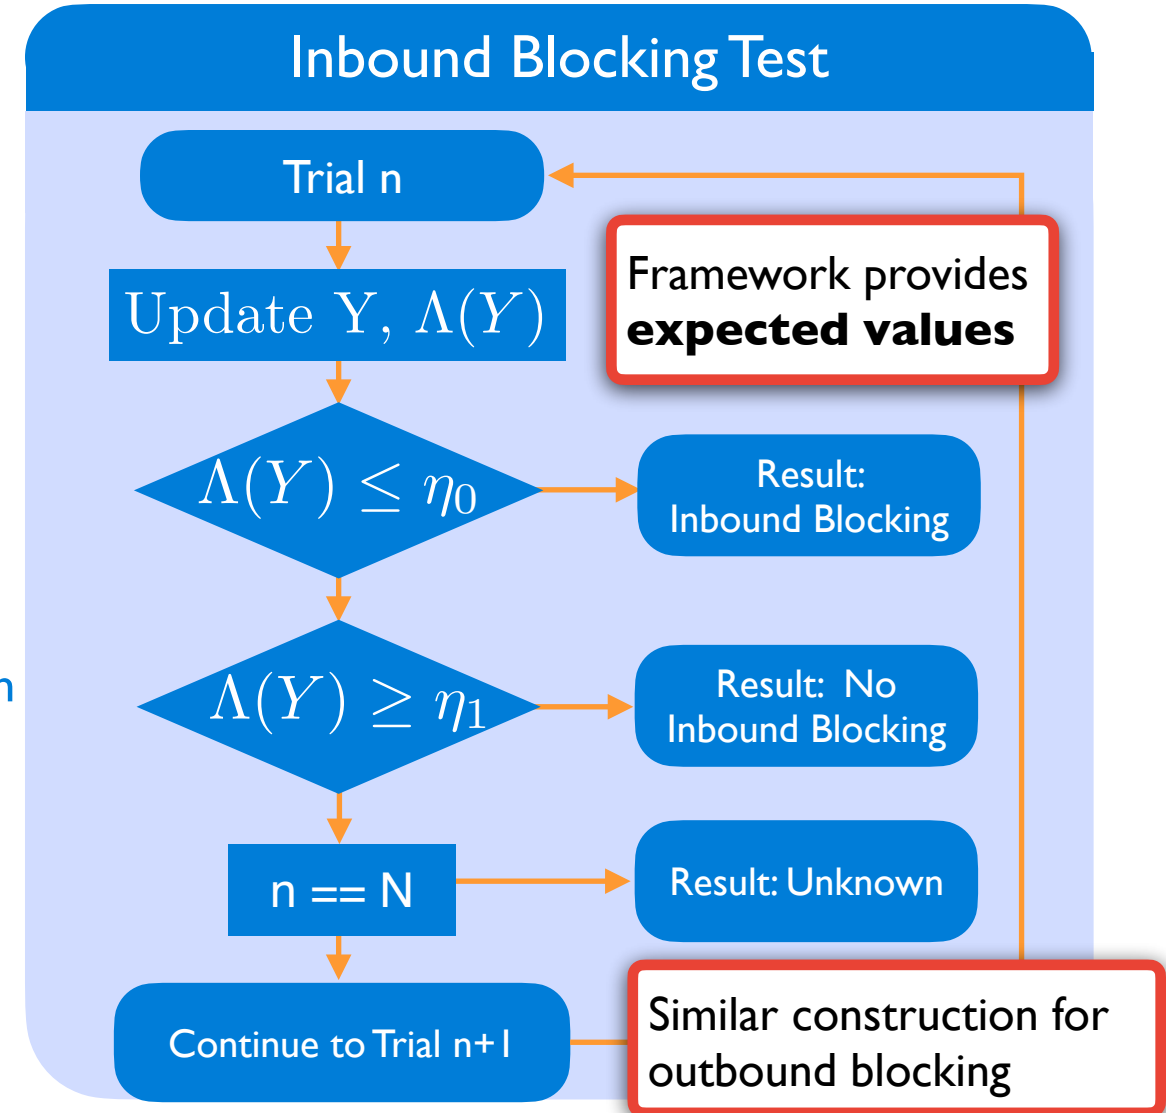 Inbound Blocking Test
Trial n
Framework provides
expected values
Update Y, Λ(Y)
Λ(Y) ≤ η₀
Result:
Inbound Blocking
n
Λ(Y) ≥ η₁
Result: No
Inbound Blocking
n == N
Result: Unknown
Continue to Trial n+1
Similar construction for
outbound blocking